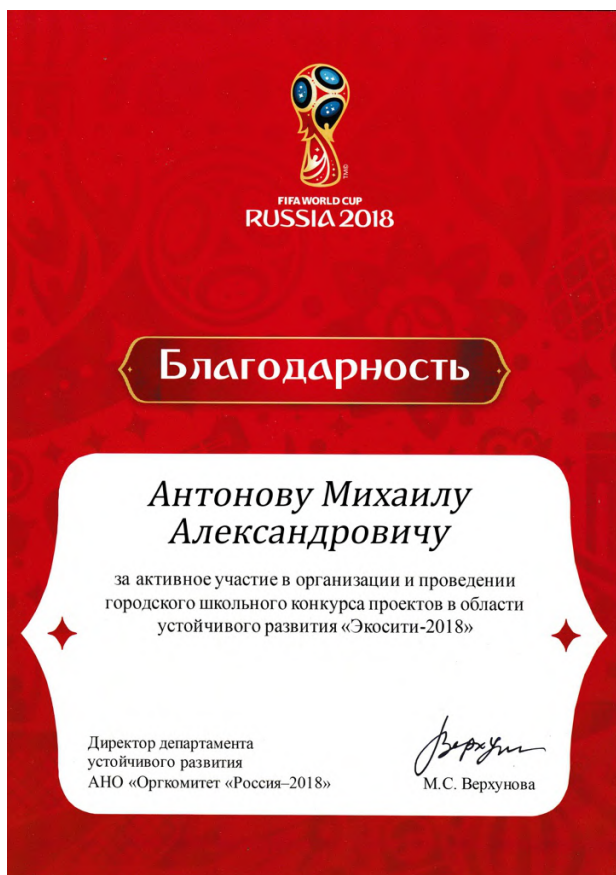 TM©
FIFA WORLD CUP
RUSSIA 2018
Благодарность
Антонову Михаилу
Александровичу
за активное участие в организации и проведении
городского школьного конкурса проектов в области
устойчивого развития «Экосити-2018»
Директор департамента
устойчивого развития
АНО «Оргкомитет «Россия–2018»
М.С. Верхунова